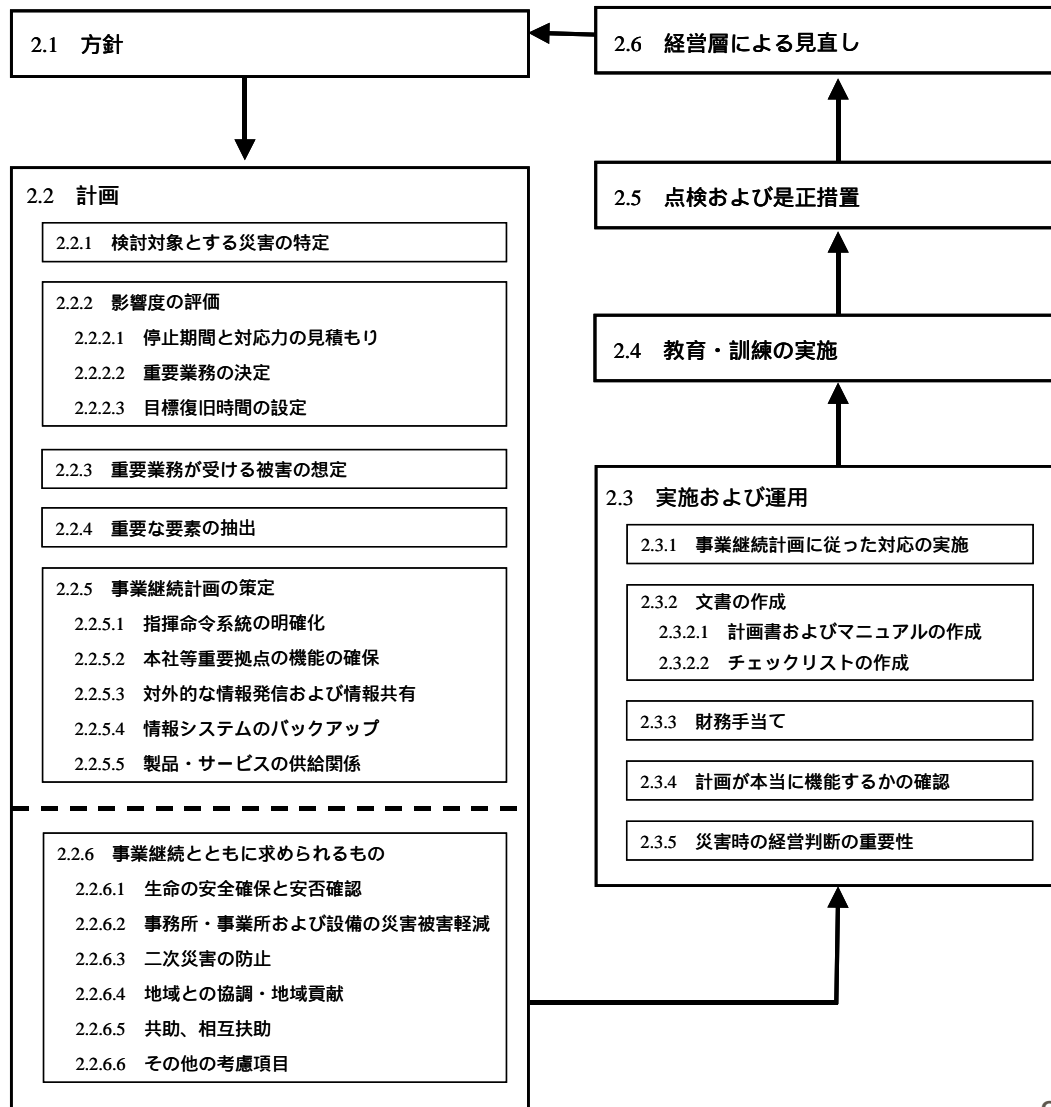 2.1 方針
2.2 計画
2.2.1 検討対象とする災害の特定
2.2.2 影響度の評価
2.2.2.1 停止期間と対応力の見積もり
2.2.2.2 重要業務の決定
2.2.2.3 目標復旧時間の設定
2.2.3 重要業務が受ける被害の想定
2.2.4 重要な要素の抽出
2.2.5 事業継続計画の策定
2.2.5.1 指揮命令系統の明確化
2.2.5.2 本社等重要拠点の機能の確保
2.2.5.3 対外的な情報発信および情報共有
2.2.5.4 情報システムのバックアップ
2.2.5.5 製品・サービスの供給関係
2.2.6 事業継続とともに求められるもの
2.2.6.1 生命の安全確保と安否確認
2.2.6.2 事務所・事業所および設備の災害被害軽減
2.2.6.3 二次災害の防止
2.2.6.4 地域との協調・地域貢献
2.2.6.5 共助、相互扶助
2.2.6.6 その他の考慮項目
2.6 経営層による見直し
2.5 点検および是正措置
2.4 教育・訓練の実施
2.3 実施および運用
2.3.1 事業継続計画に従った対応の実施
2.3.2 文書の作成
2.3.2.1 計画書およびマニュアルの作成
2.3.2.2 チェックリストの作成
2.3.3 財務手当て
2.3.4 計画が本当に機能するかの確認
2.3.5 災害時の経営判断の重要性